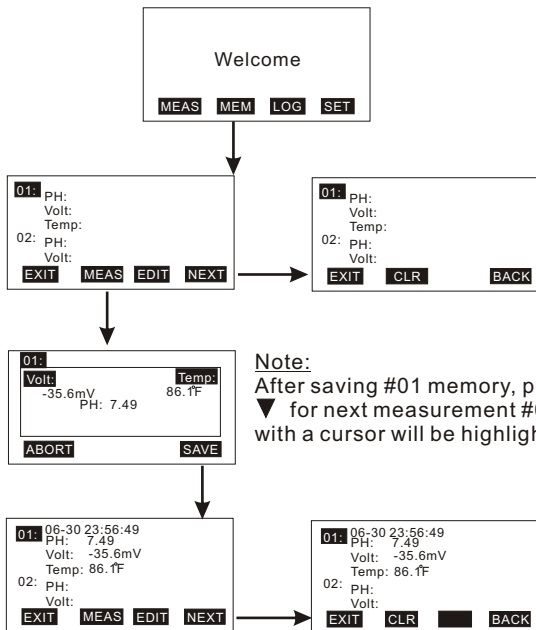 Welcome
MEAS MEM LOG SET
01: PH:
Volt:
Temp:
02: PH:
Volt:
EXIT MEAS EDIT NEXT
01: PH:
Volt:
Temp:
02: PH:
Volt:
EXIT CLR BACK
01:
Volt: Temp:
-35.6mV 86.1°F
PH: 7.49
ABORT SAVE
Note:
After saving #01 memory,
▼ for next measurement
with a cursor will be
01: 06-30 23:56:49
PH: 7.49
Volt: -35.6mV
Temp: 86.1°F
02: PH:
Volt:
EXIT MEAS EDIT NEXT
01: 06-30 23:56:49
PH: 7.49
Volt: -35.6mV
Temp: 86.1°F
02: PH:
Volt:
EXIT CLR BACK